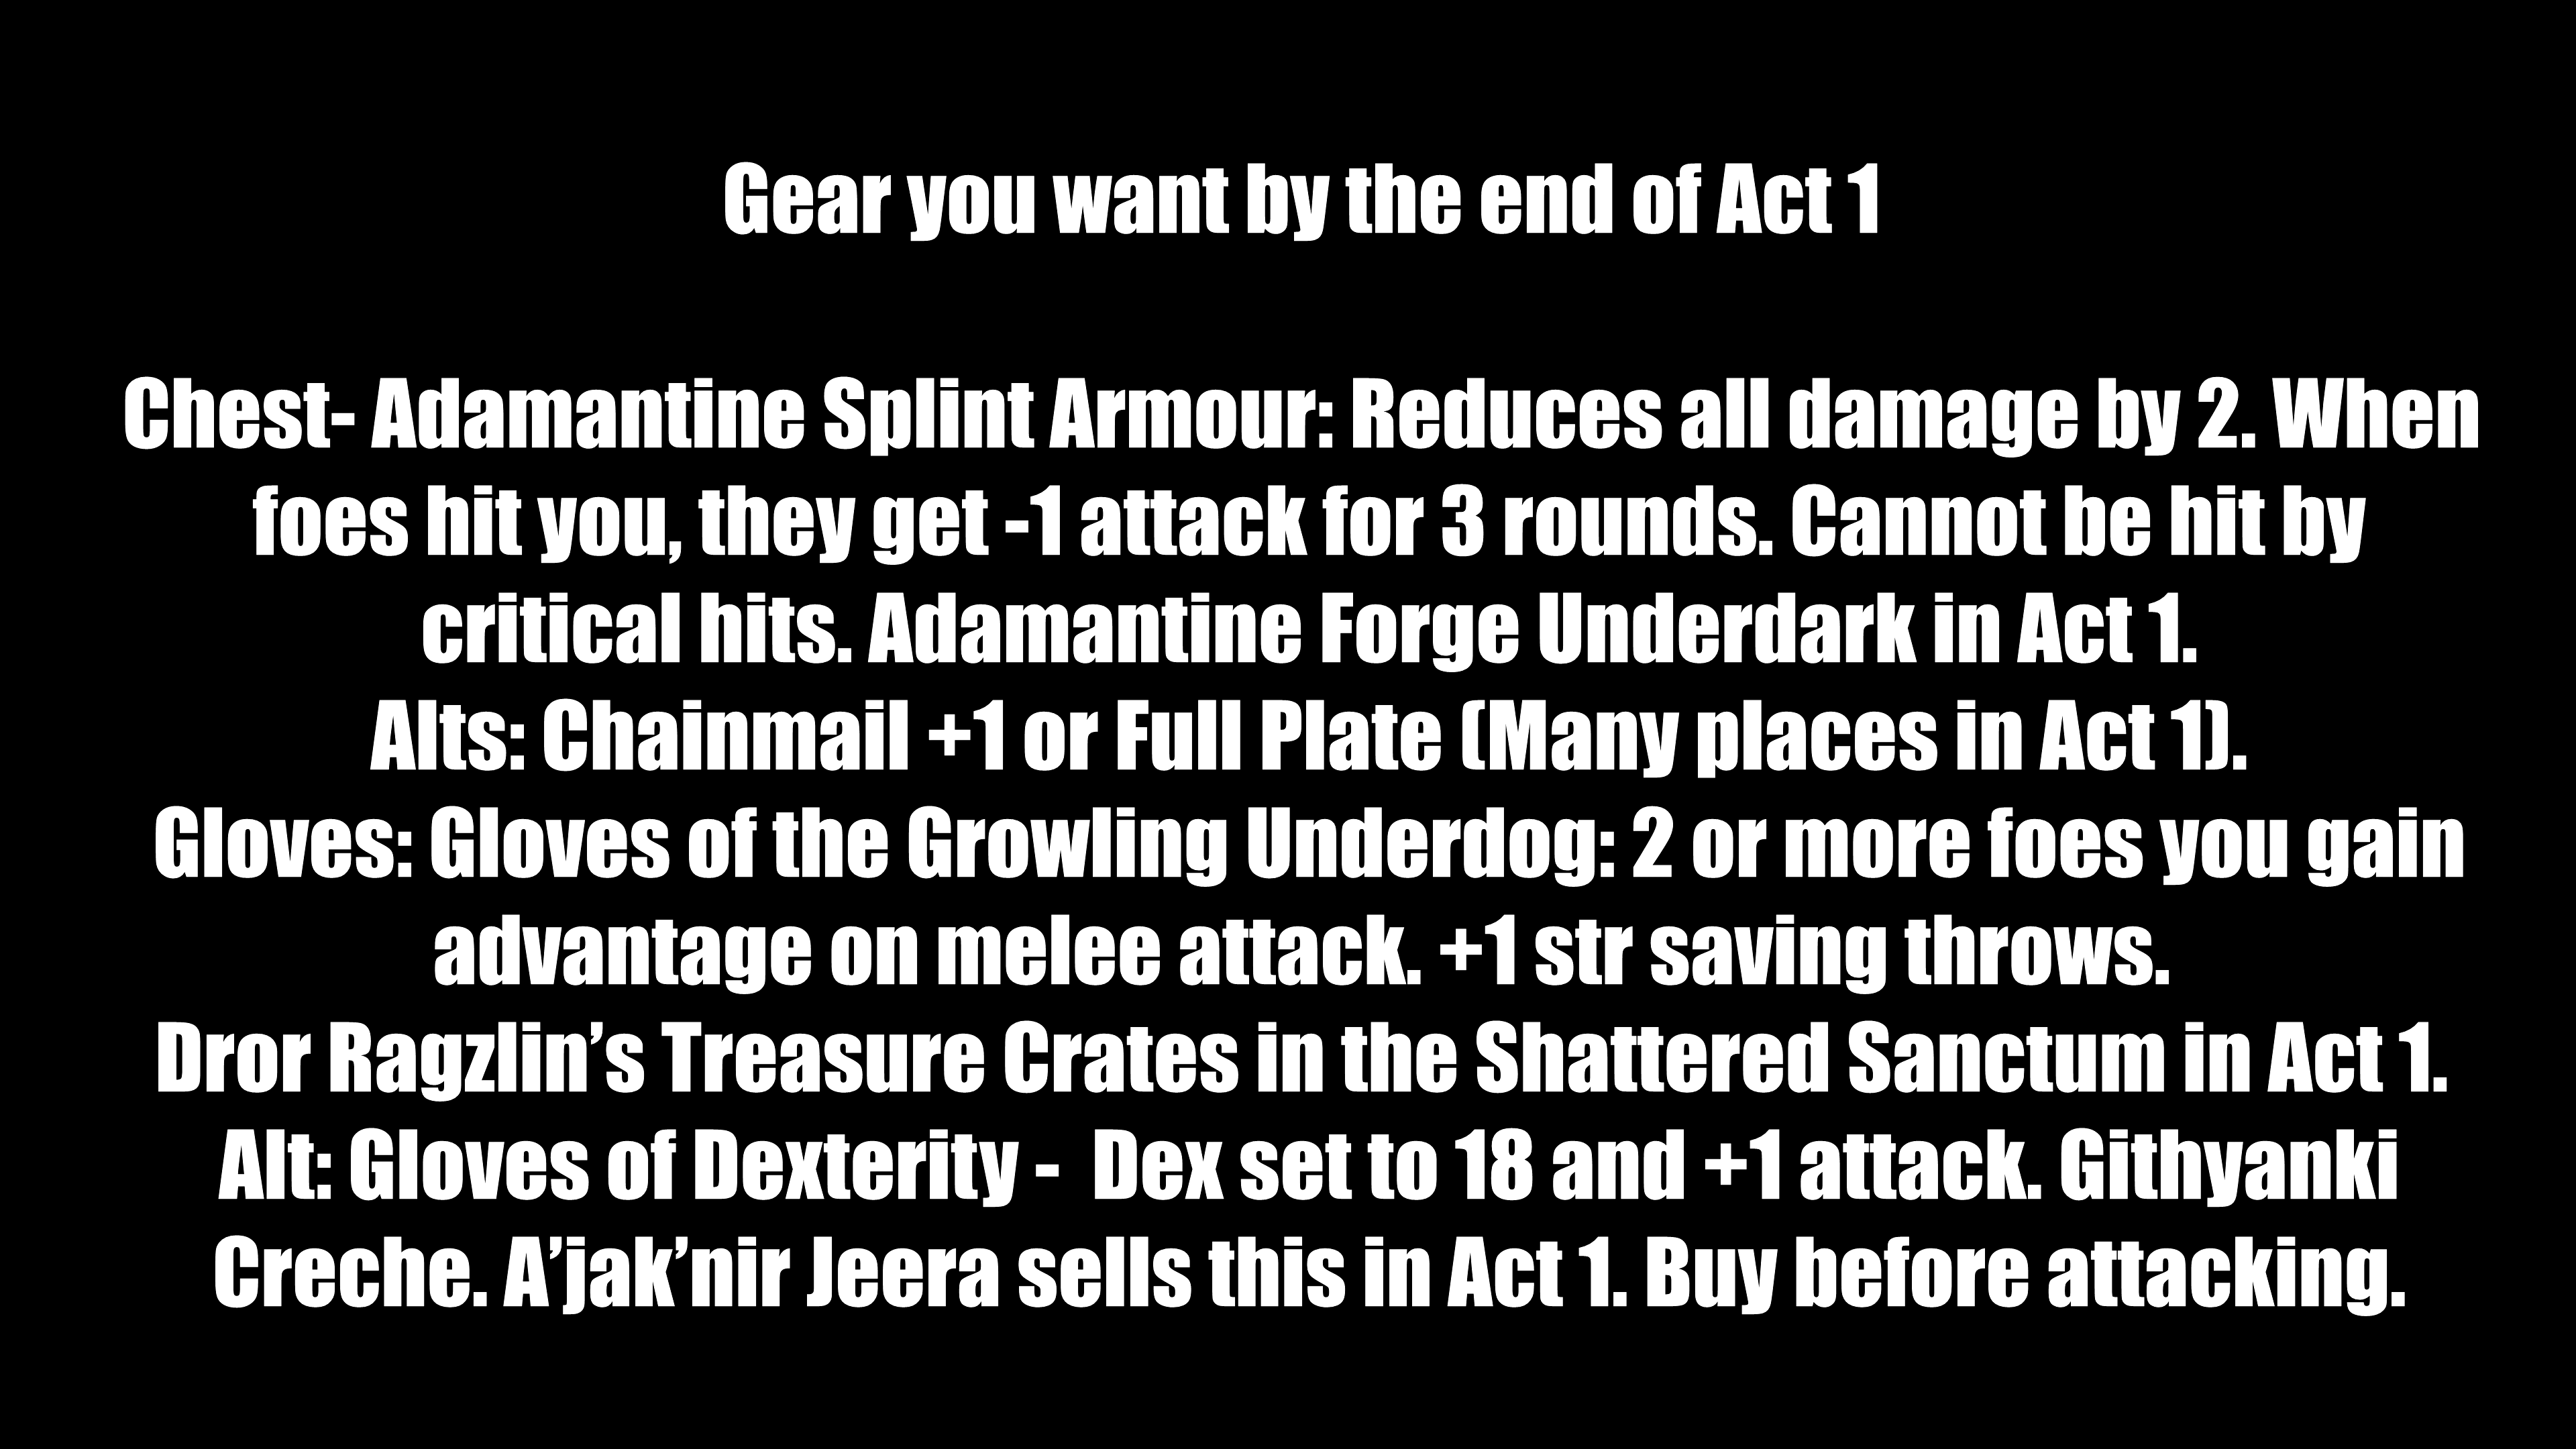 Gear you want by the end of Act 1
Chest- Adamantine Splint Armour: Reduces all damage by 2. When
foes hit you, they get -1 attack for 3 rounds. Cannot be hit by
critical hits. Adamantine Forge Underdark in Act 1.
Alts: Chainmail +1 or Full Plate (Many places in Act 1).
Gloves: Gloves of the Growling Underdog: 2 or more foes you gain
advantage on melee attack. +1 str saving throws.
Dror Ragzlin’s Treasure Crates in the Shattered Sanctum in Act 1.
Alt: Gloves of Dexterity -  Dex set to 18 and +1 attack. Githyanki
Creche. A’jak’nir Jeera sells this in Act 1. Buy before attacking.